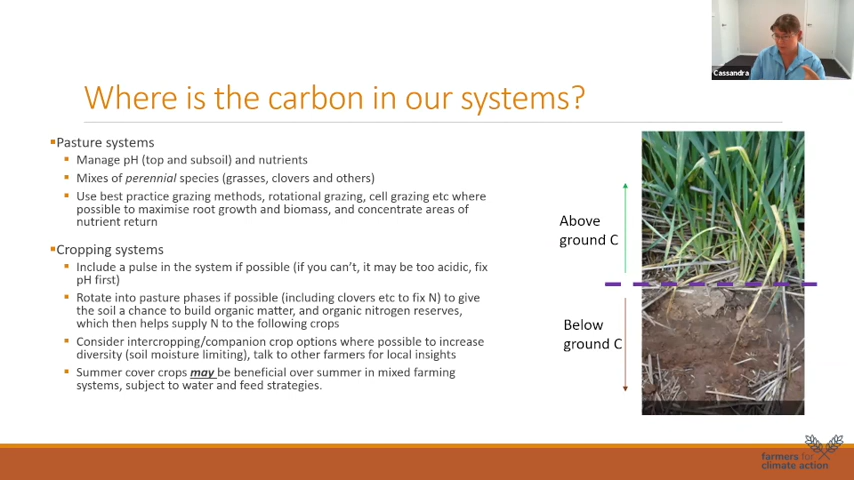 Cassandra
Where is the carbon in our systems?
Pasture systems
Manage pH (top and subsoil) and nutrients
Mixes of perennial species (grasses, clovers and others)
Use best practice grazing methods, rotational grazing, cell grazing etc where
possible to maximise root growth and biomass, and concentrate areas of
nutrient return
Cropping systems
Include a pulse in the system if possible (if you can't, it may be too acidic, fix
pH first)
Rotate into pasture phases if possible (including clovers etc to fix N) to give
the soil a chance to build organic matter, and organic nitrogen reserves,
which then helps supply N to the following crops
Consider intercropping/companion crop options where possible to increase
diversity (soil moisture limiting), talk to other farmers for local insights
Summer cover crops may be beneficial over summer in mixed farming
systems, subject to water and feed strategies.
Above
ground C
Below
ground C
farmers for
climate action